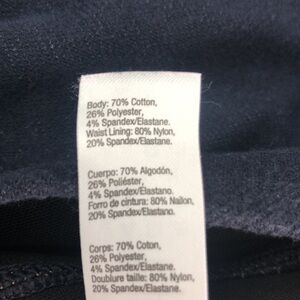 Body: 70% Cotton,
26% Polyester,
4% Spandex/Elastane.
Waist Lining: 80% Nylon,
20% Spandex/Elastane.
Cuerpo: 70% Algodón,
26% Poliéster,
4% Spandex/Elastano.
Forro de cintura: 80% Nailon,
20% Spandex/Elastano.
Corps: 70% Coton,
26% Polyester,
4% Spandex/Elastane.
Doublure taille: 80% Nylon,
20% Spandex/Elastane.